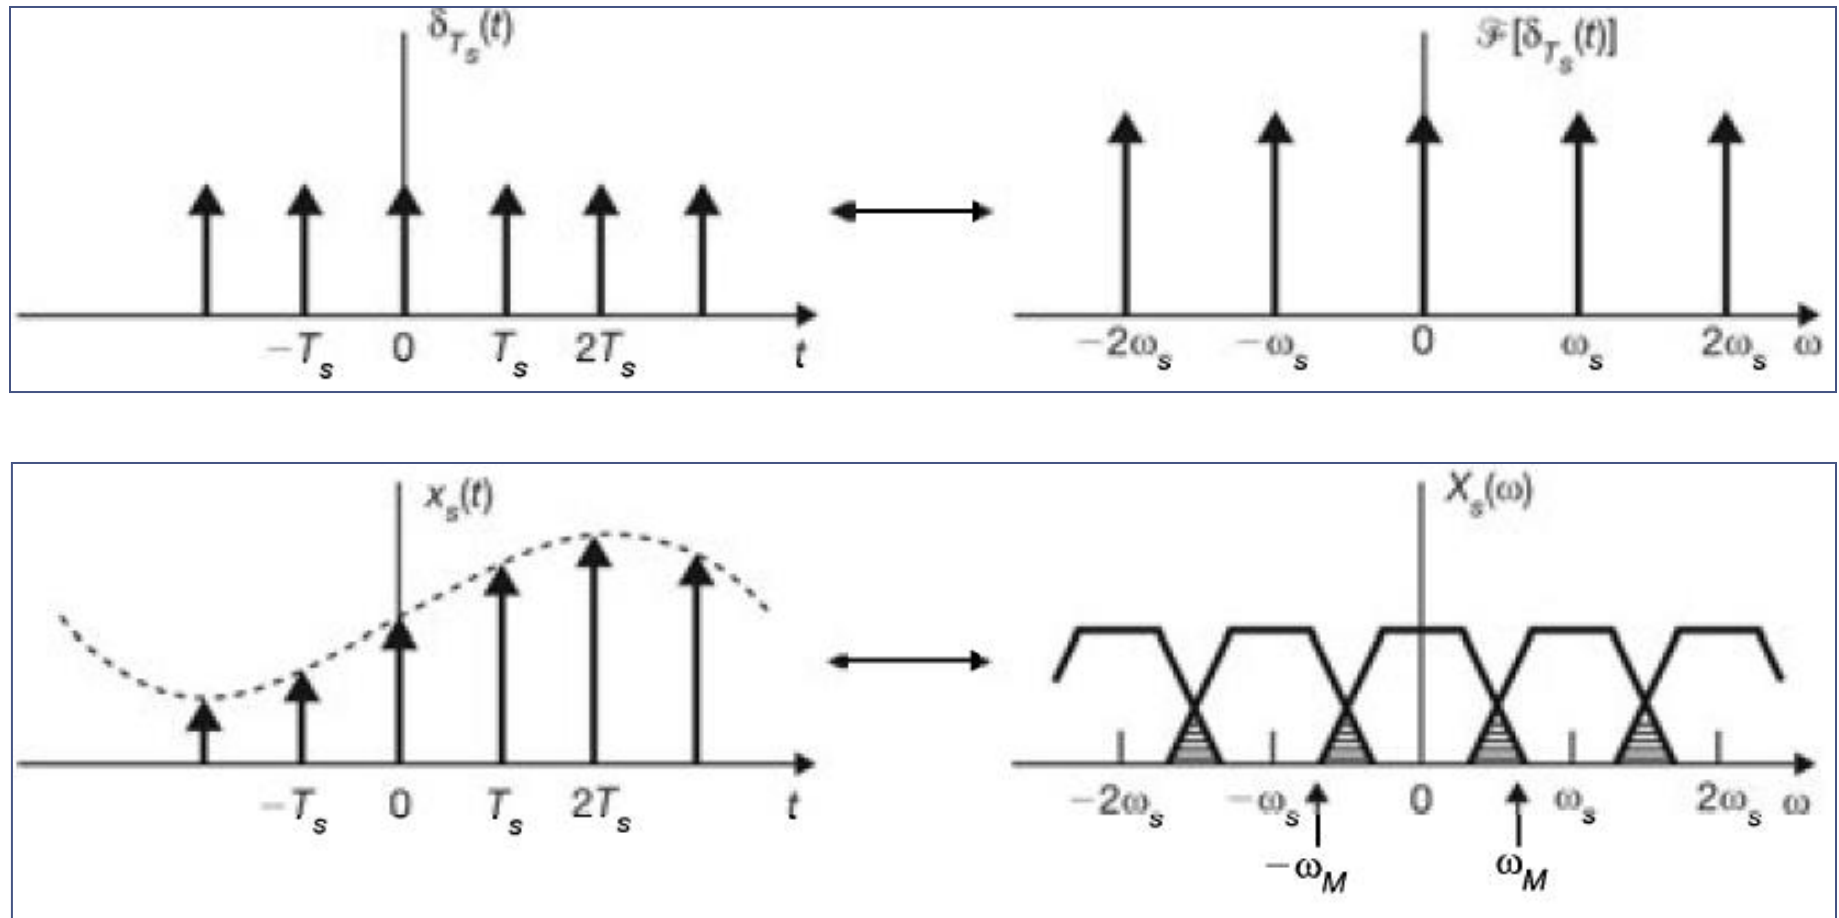 δ_{T_s}(t)
ℱ[δ_{T_s}(t)]
−T_s 0 T_s 2T_s t
−2ω_s −ω_s 0 ω_s 2ω_s ω
x_s(t)
X_s(ω)
−T_s 0 T_s 2T_s t
−2ω_s −ω_s 0 ω_s 2ω_s ω
−ω_M ω_M